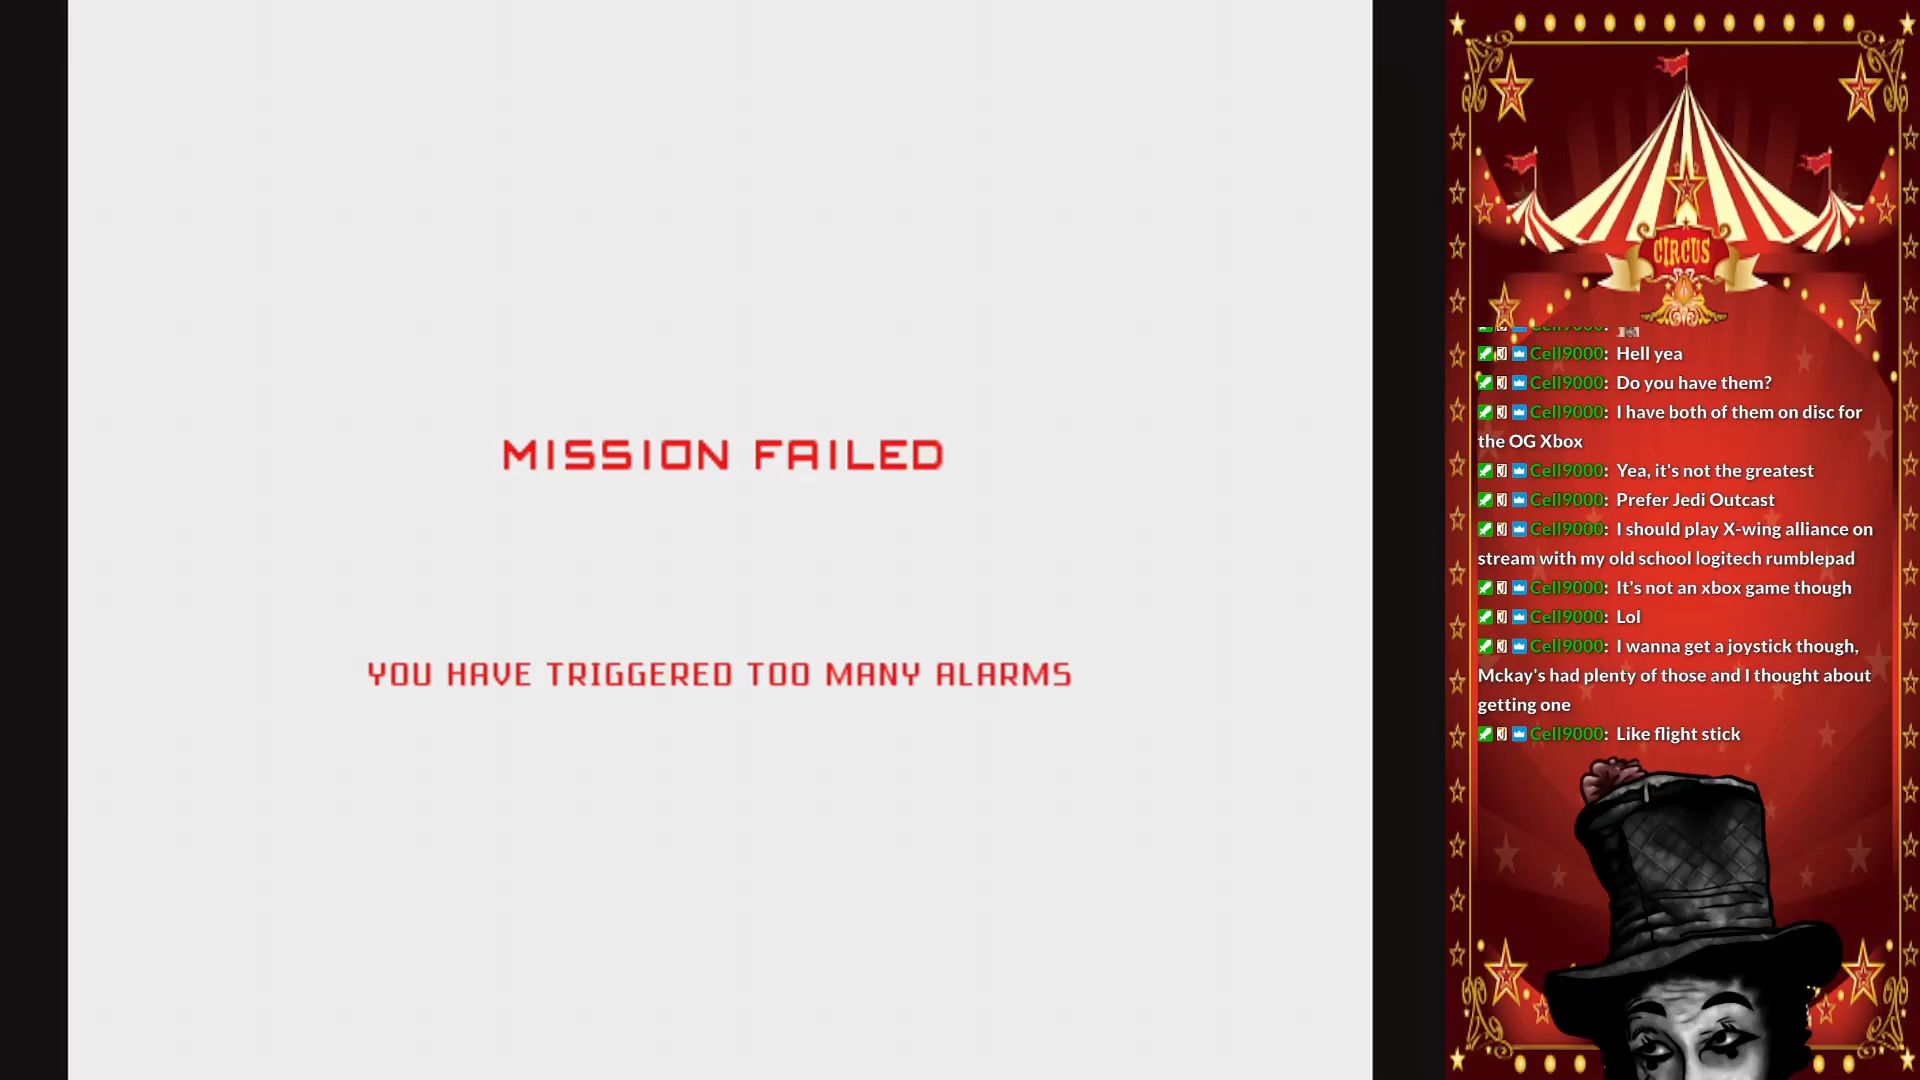 MISSION FAILED
YOU HAVE TRIGGERED TOO MANY ALARMS
CIRCUS
Cell9000:
Cell9000: Hell yea
Cell9000: Do you have them?
Cell9000: I have both of them on disc for
the OG Xbox
Cell9000: Yea, it's not the greatest
Cell9000: Prefer Jedi Outcast
Cell9000: I should play X-wing alliance on
stream with my old school logitech rumblepad
Cell9000: It's not an xbox game though
Cell9000: Lol
Cell9000: I wanna get a joystick though,
Mckay's had plenty of those and I thought about
getting one
Cell9000: Like flight stick